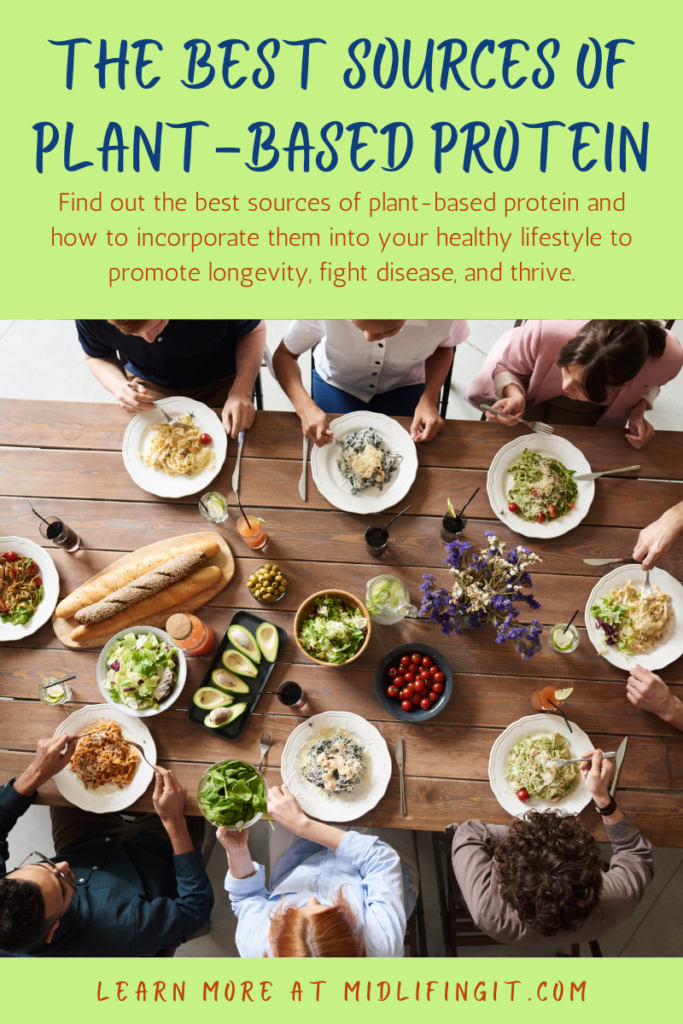 THE BEST SOURCES OF
PLANT-BASED PROTEIN
Find out the best sources of plant-based protein and
how to incorporate them into your healthy lifestyle to
promote longevity, fight disease, and thrive.
LEARN MORE AT MIDLIFINGIT.COM